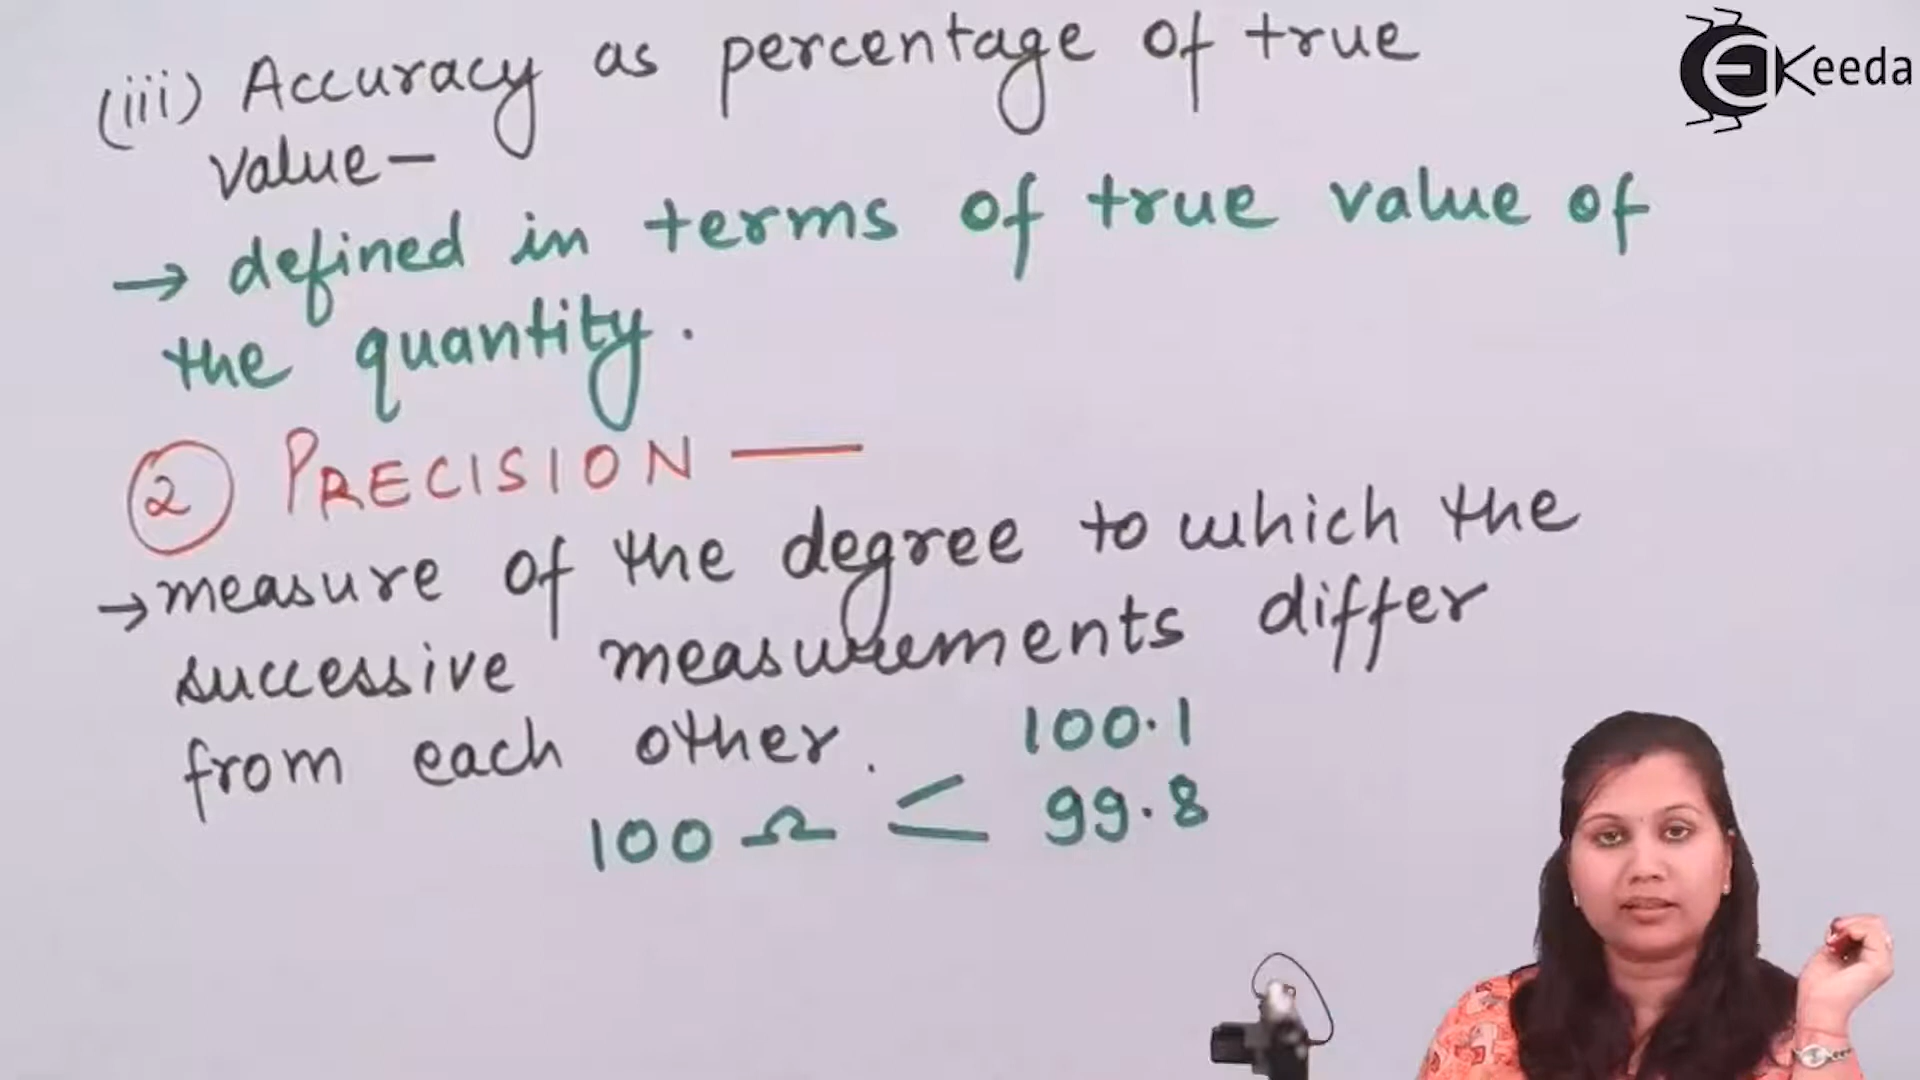 (iii) Accuracy as percentage of true
value —
→ defined in terms of true value of
the quantity.
② PRECISION —
→ measure of the degree to which the
successive measurements differ
from each other.
100 Ω < 100.1
99.8
EKeeda